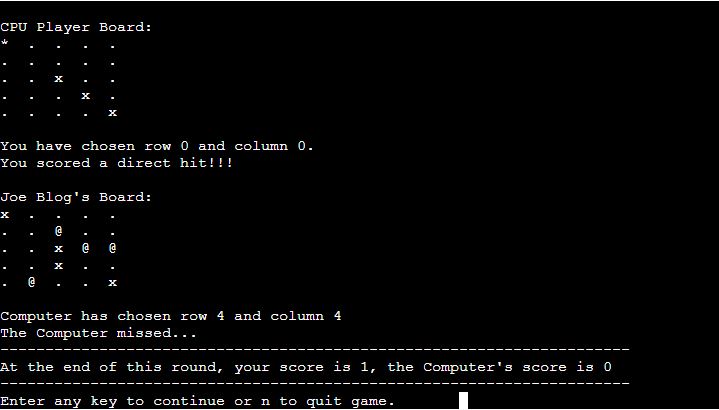 CPU Player Board:
* . . . .
. . . . .
. . x . .
. . . x .
. . . . x
You have chosen row 0 and column 0.
You scored a direct hit!!!
Joe Blog's Board:
x . . . .
. . @ . .
. . x @ @
. . x . .
. @ . . x
Computer has chosen row 4 and column 4
The Computer missed...
----------------------------------------------------------------------
At the end of this round, your score is 1, the Computer's score is 0
----------------------------------------------------------------------
Enter any key to continue or n to quit game.